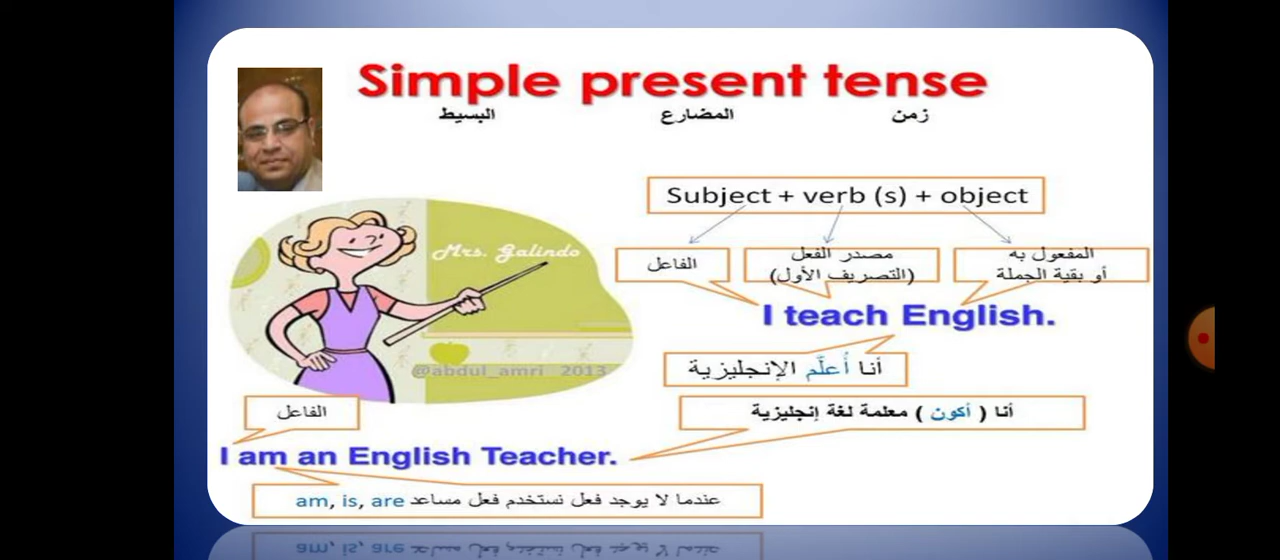 Simple present tense
زمن المضارع البسيط
Subject + verb (s) + object
الفاعل
مصدر الفعل
(التصريف الأول)
المفعول به
أو بقية الجملة
Mrs. Galindo
I teach English.
أنا أُعلّم الإنجليزية
@abdul_amri 2013
الفاعل
أنا ( أكون ) معلمة لغة إنجليزية
I am an English Teacher.
عندما لا يوجد فعل نستخدم فعل مساعد am, is, are